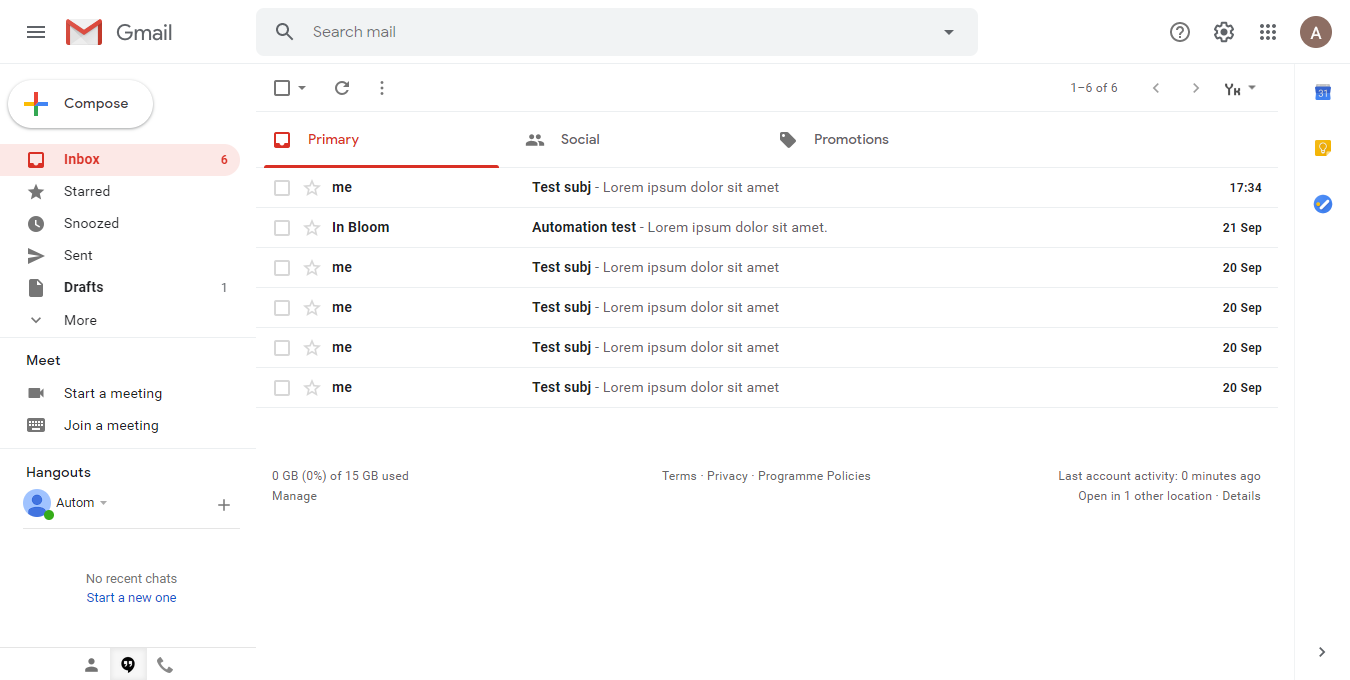 Gmail
Search mail
A
Compose
1–6 of 6
31
Inbox 6
Starred
Snoozed
Sent
Drafts 1
More
Primary
Social
Promotions
me Test subj - Lorem ipsum dolor sit amet 17:34
In Bloom Automation test - Lorem ipsum dolor sit amet. 21 Sep
me Test subj - Lorem ipsum dolor sit amet 20 Sep
me Test subj - Lorem ipsum dolor sit amet 20 Sep
me Test subj - Lorem ipsum dolor sit amet 20 Sep
me Test subj - Lorem ipsum dolor sit amet 20 Sep
Meet
Start a meeting
Join a meeting
Hangouts
Autom
No recent chats
Start a new one
0 GB (0%) of 15 GB used
Manage
Terms · Privacy · Programme Policies
Last account activity: 0 minutes ago
Open in 1 other location · Details